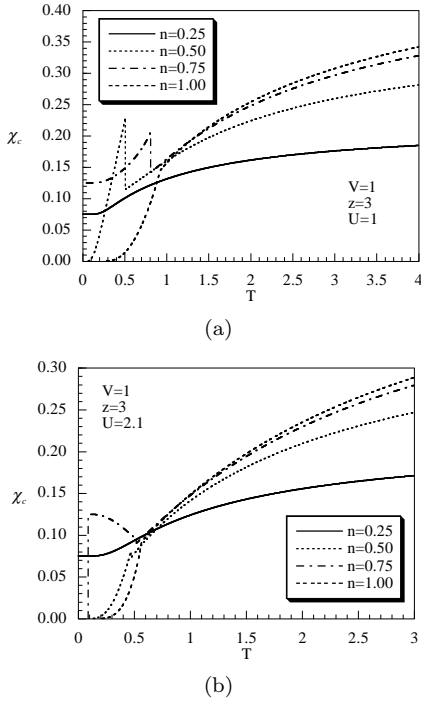 n=0.25
n=0.50
n=0.75
n=1.00
0.40
0.35
0.30
0.25
0.20
0.15
0.10
0.05
0.00
χc
V=1
z=3
U=1
0 0.5 1 1.5 2 2.5 3 3.5 4
T
(a)
0.30
0.25
0.20
0.15
0.10
0.05
0.00
χc
V=1
z=3
U=2.1
n=0.25
n=0.50
n=0.75
n=1.00
0 0.5 1 1.5 2 2.5 3
T
(b)